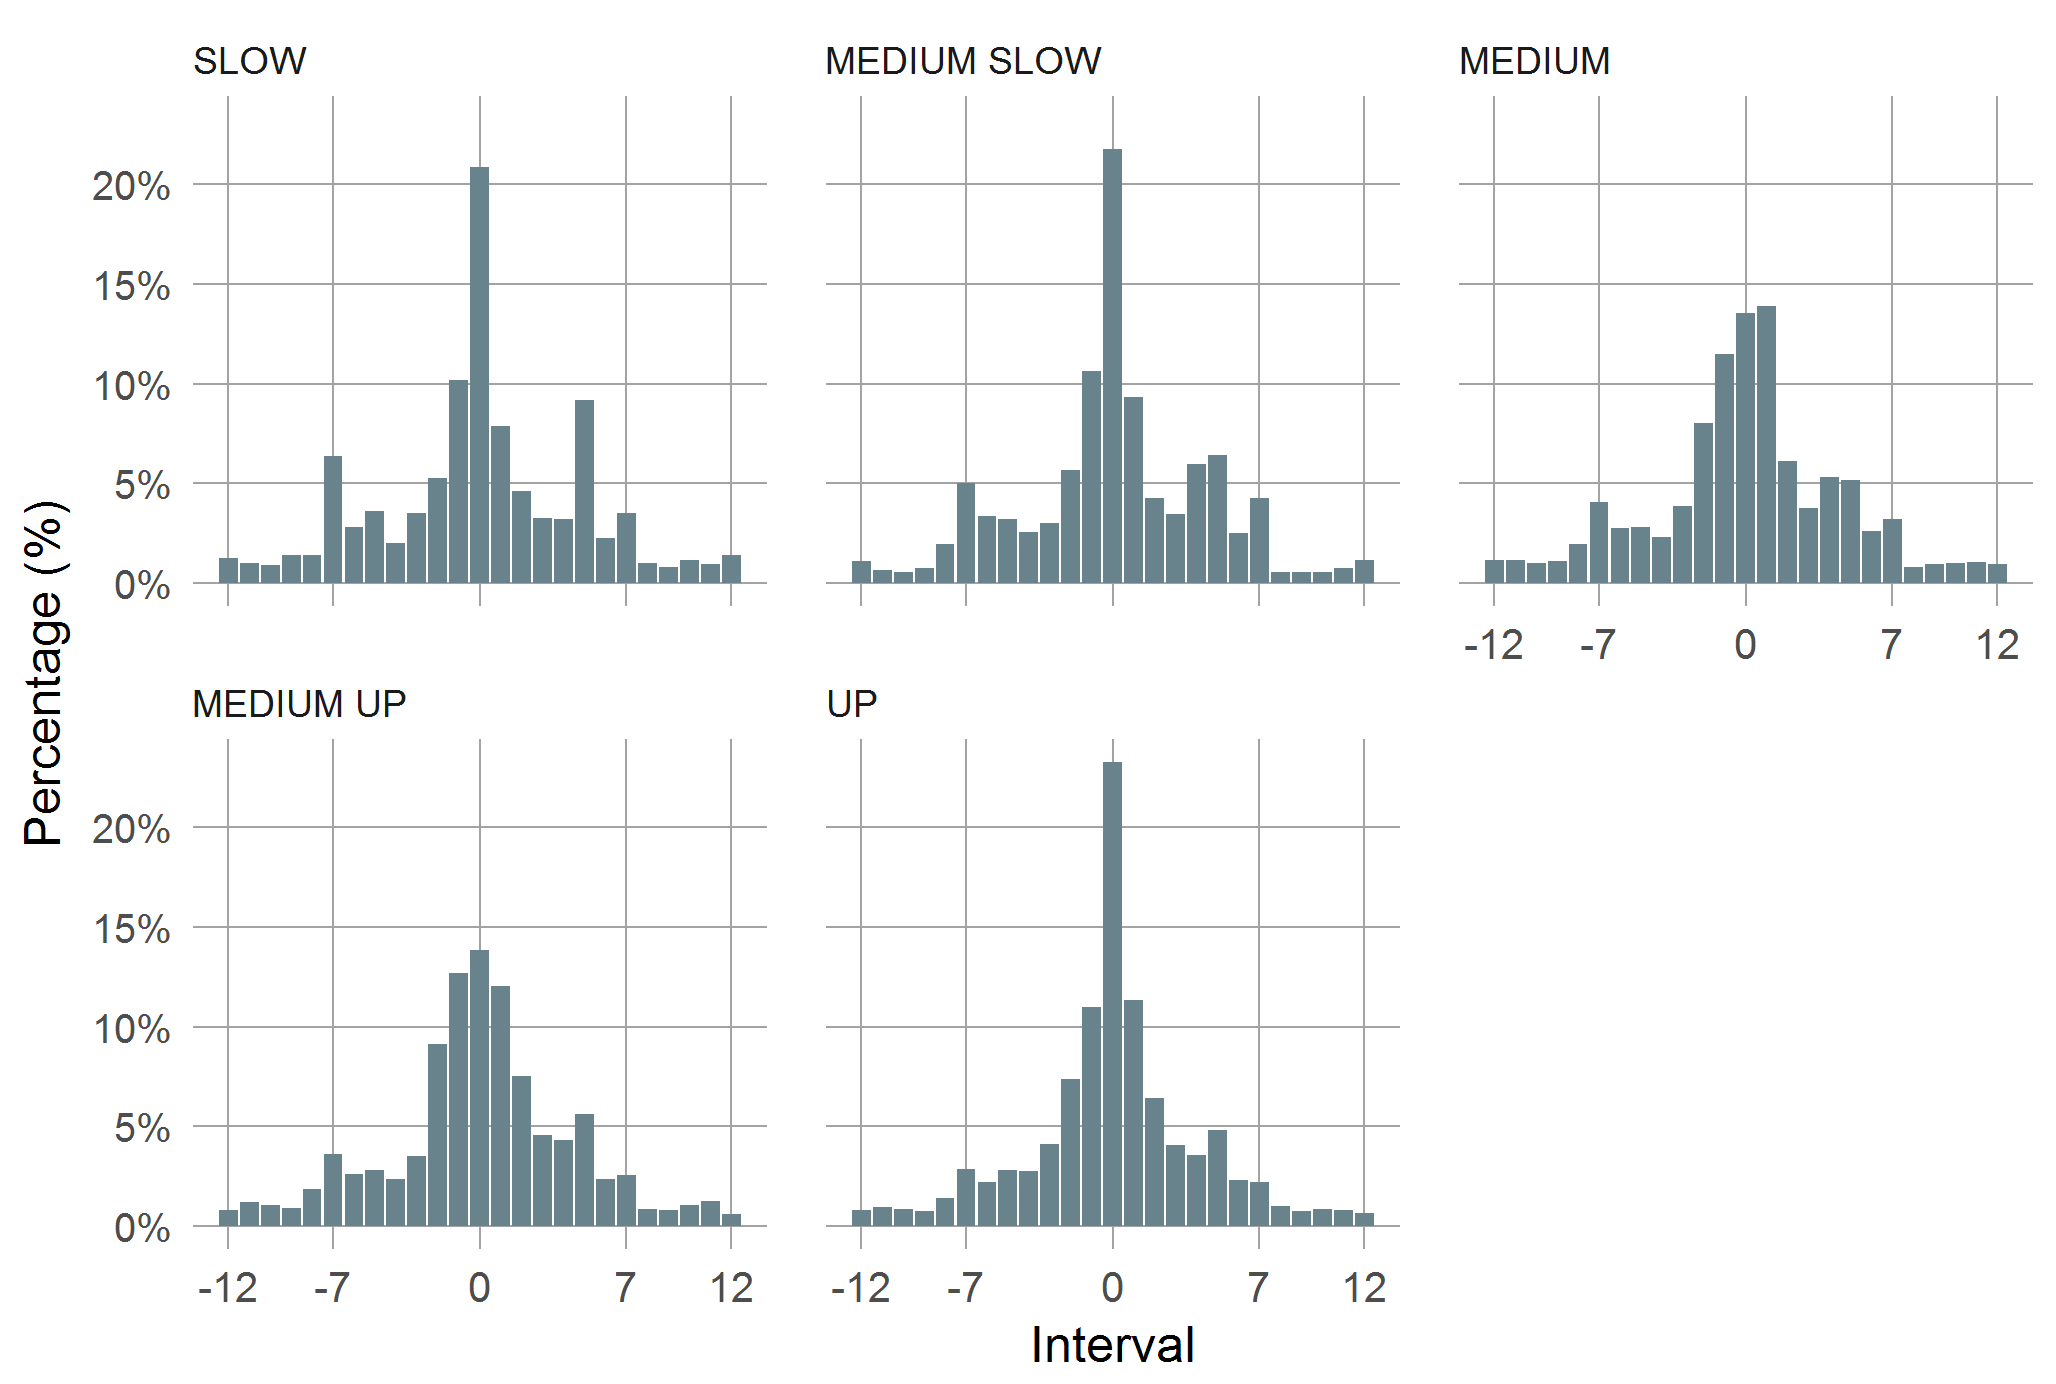 SLOW
MEDIUM SLOW
MEDIUM
20%
15%
10%
5%
0%
-12 -7 0 7 12
MEDIUM UP
UP
20%
15%
10%
5%
0%
-12 -7 0 7 12
-12 -7 0 7 12
Interval
Percentage (%)